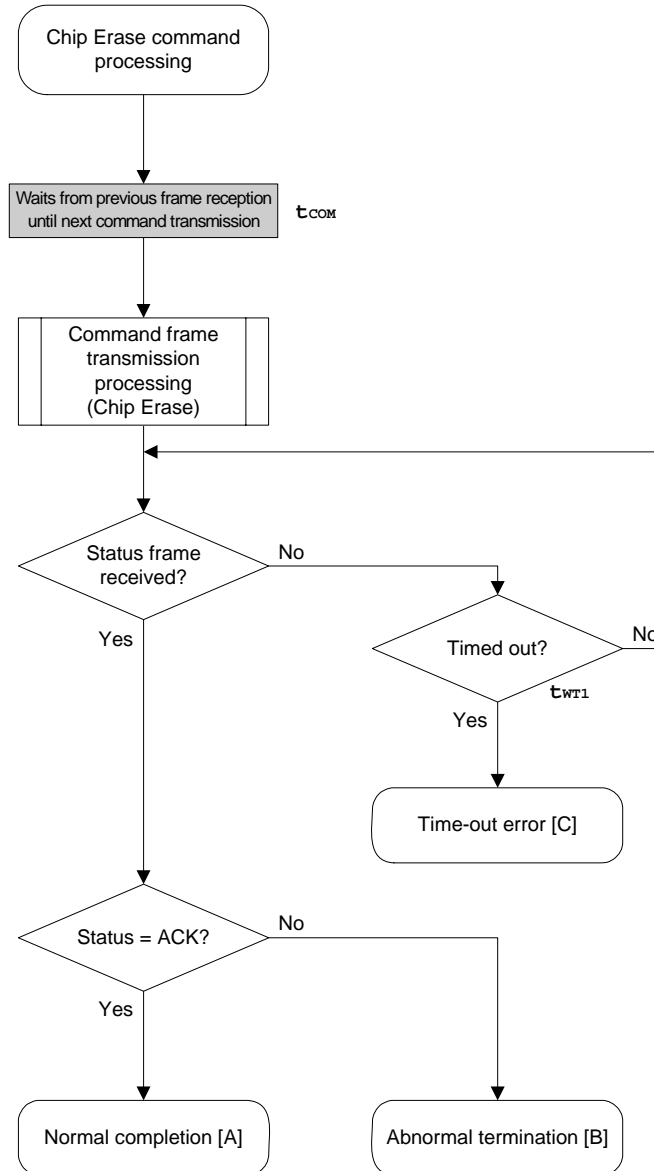 Chip Erase command
processing
Waits from previous frame reception
until next command transmission
tCOM
Command frame
transmission
processing
(Chip Erase)
Status frame
received?
No
Yes
Timed out?
No
tWT1
Yes
Time-out error [C]
Status = ACK?
No
Yes
Normal completion [A]
Abnormal termination [B]